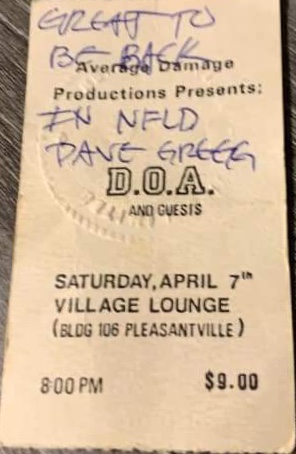 GREAT TO
BE BACK
Average Damage
Productions Presents:
IN NFLD
DAVE GREGG
D.O.A.
AND GUESTS
SATURDAY, APRIL 7th
VILLAGE LOUNGE
(BLDG 106 PLEASANTVILLE)
8:00 PM $9.00